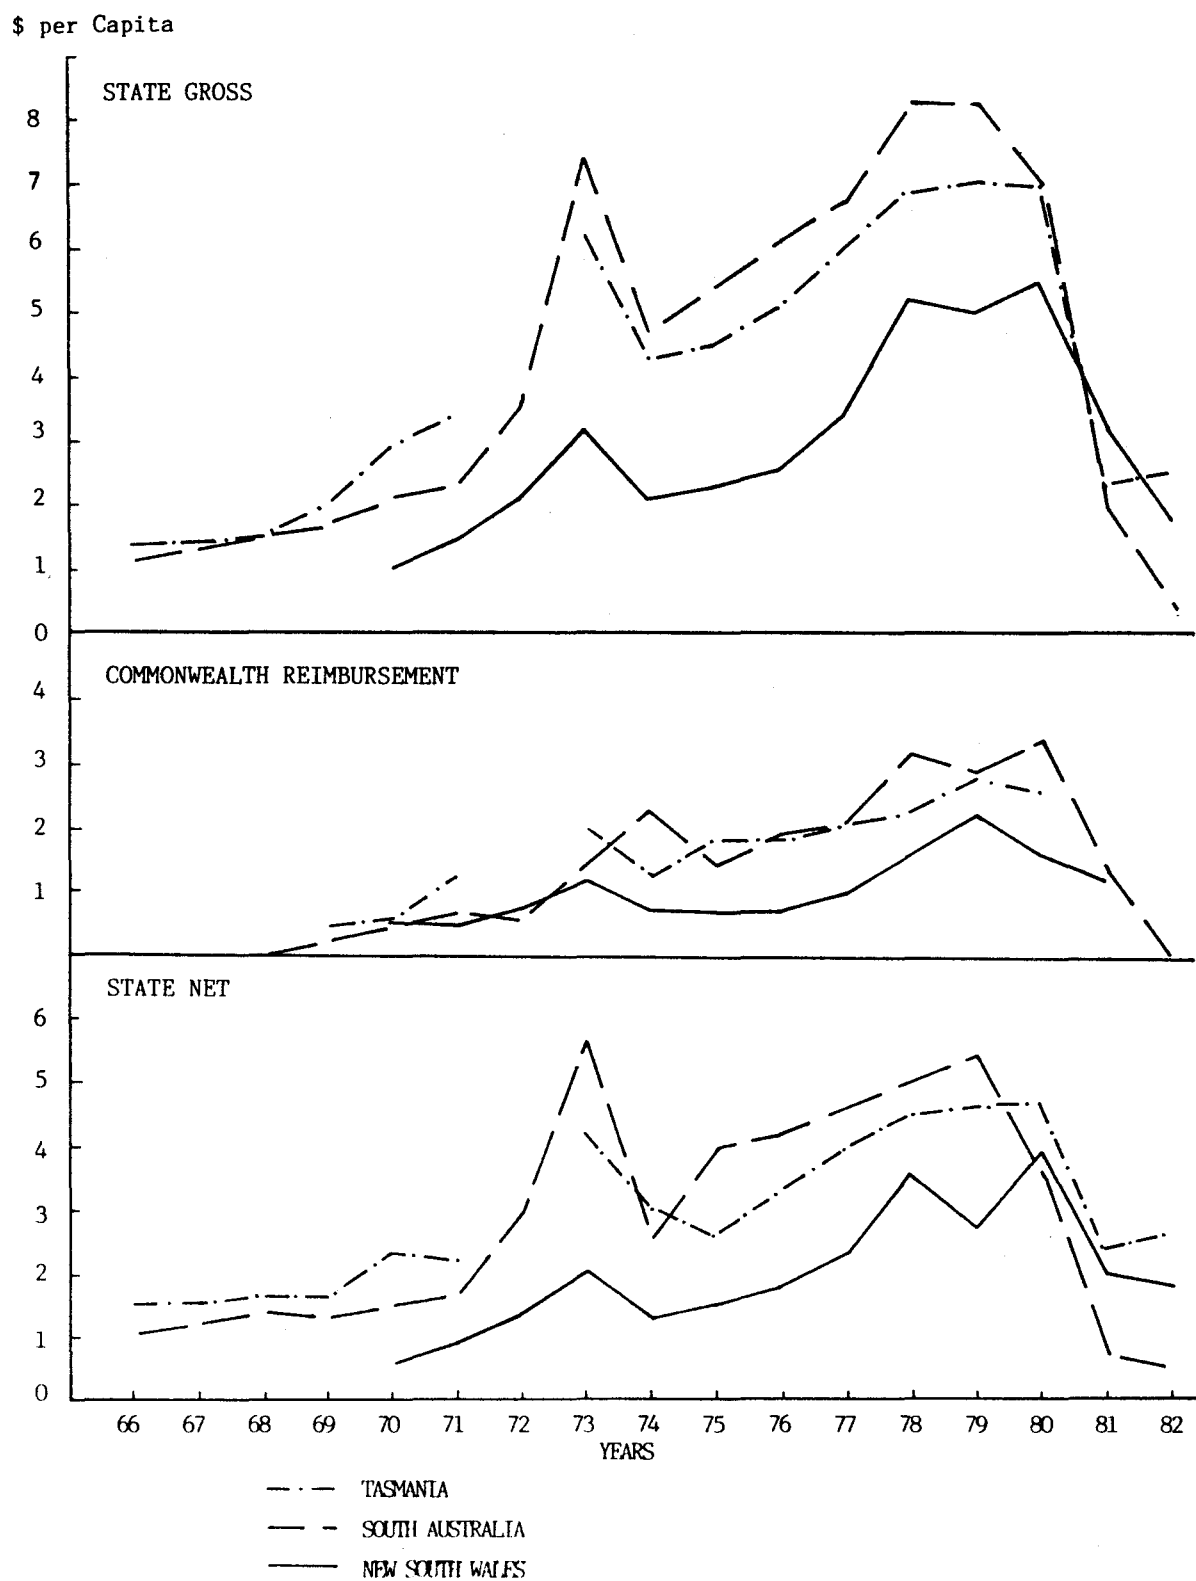 $ per Capita
STATE GROSS
8
7
6
5
4
3
2
1
0
COMMONWEALTH REIMBURSEMENT
4
3
2
1
STATE NET
6
5
4
3
2
1
0
66 67 68 69 70 71 72 73 74 75 76 77 78 79 80 81 82
YEARS
TASMANIA
SOUTH AUSTRALIA
NEW SOUTH WALES